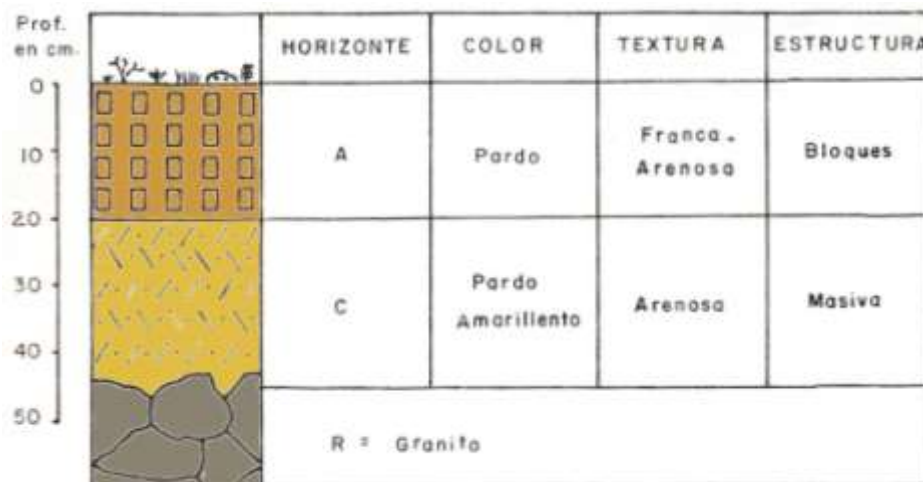 Prof.
en cm.
HORIZONTE
COLOR
TEXTURA
ESTRUCTURA
0
10
A
Pardo
Franca-
Arenosa
Bloques
20
30
40
C
Pardo
Amarillento
Arenosa
Masiva
50
R = Granito